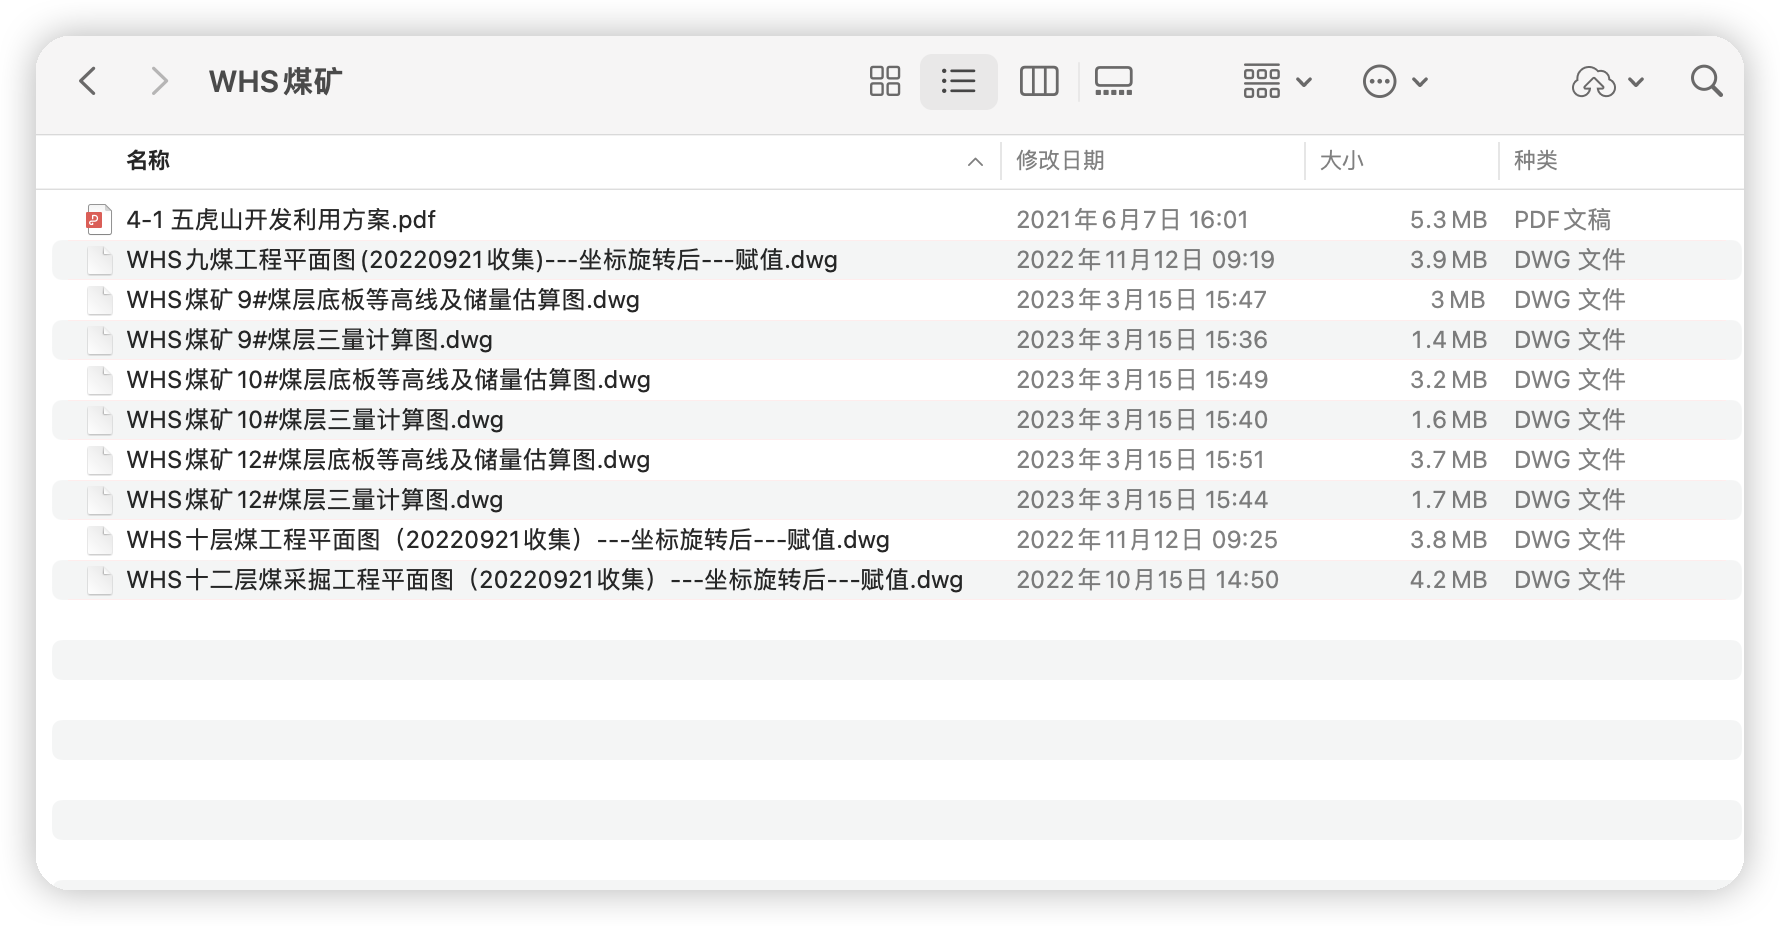 WHS煤矿
名称 修改日期 大小 种类
4-1 五虎山开发利用方案.pdf 2021年6月7日 16:01 5.3 MB PDF文稿
WHS九煤工程平面图(20220921收集)---坐标旋转后---赋值.dwg 2022年11月12日 09:19 3.9 MB DWG 文件
WHS煤矿9#煤层底板等高线及储量估算图.dwg 2023年3月15日 15:47 3 MB DWG 文件
WHS煤矿9#煤层三量计算图.dwg 2023年3月15日 15:36 1.4 MB DWG 文件
WHS煤矿10#煤层底板等高线及储量估算图.dwg 2023年3月15日 15:49 3.2 MB DWG 文件
WHS煤矿10#煤层三量计算图.dwg 2023年3月15日 15:40 1.6 MB DWG 文件
WHS煤矿12#煤层底板等高线及储量估算图.dwg 2023年3月15日 15:51 3.7 MB DWG 文件
WHS煤矿12#煤层三量计算图.dwg 2023年3月15日 15:44 1.7 MB DWG 文件
WHS十层煤工程平面图（20220921收集）---坐标旋转后---赋值.dwg 2022年11月12日 09:25 3.8 MB DWG 文件
WHS十二层煤采掘工程平面图（20220921收集）---坐标旋转后---赋值.dwg 2022年10月15日 14:50 4.2 MB DWG 文件